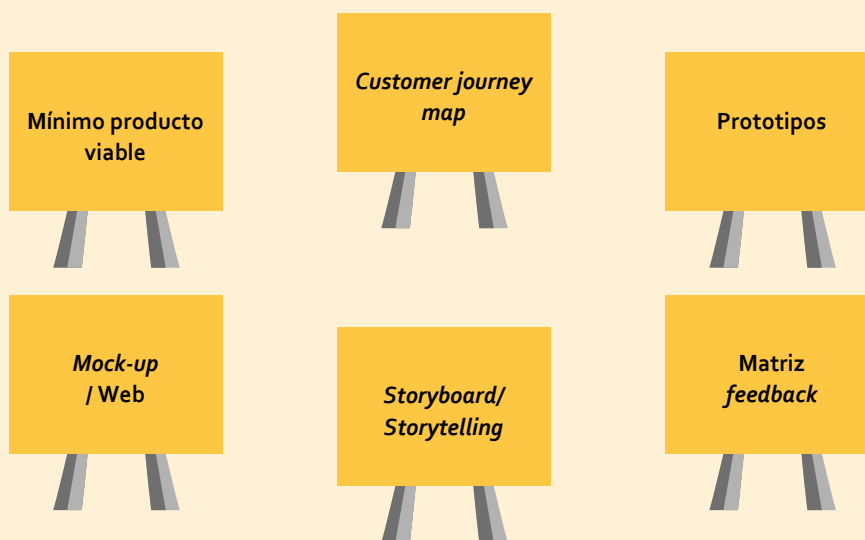 Mínimo producto
viable
Customer journey
map
Prototipos
Mock-up
/ Web
Storyboard/
Storytelling
Matriz
feedback